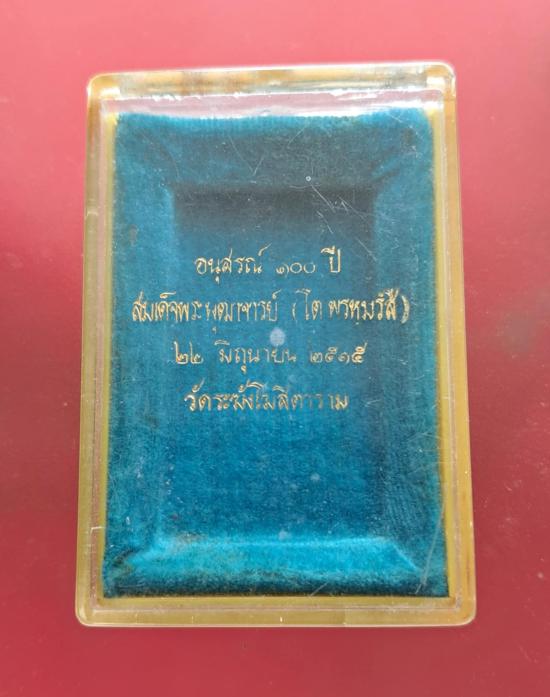 อนุสรณ์ ๑๐๐ ปี
สมเด็จพระพุฒาจารย์ (โต พรหมรังสี)
๒๒ มิถุนายน ๒๕๑๕
วัดระฆังโฆสิตาราม